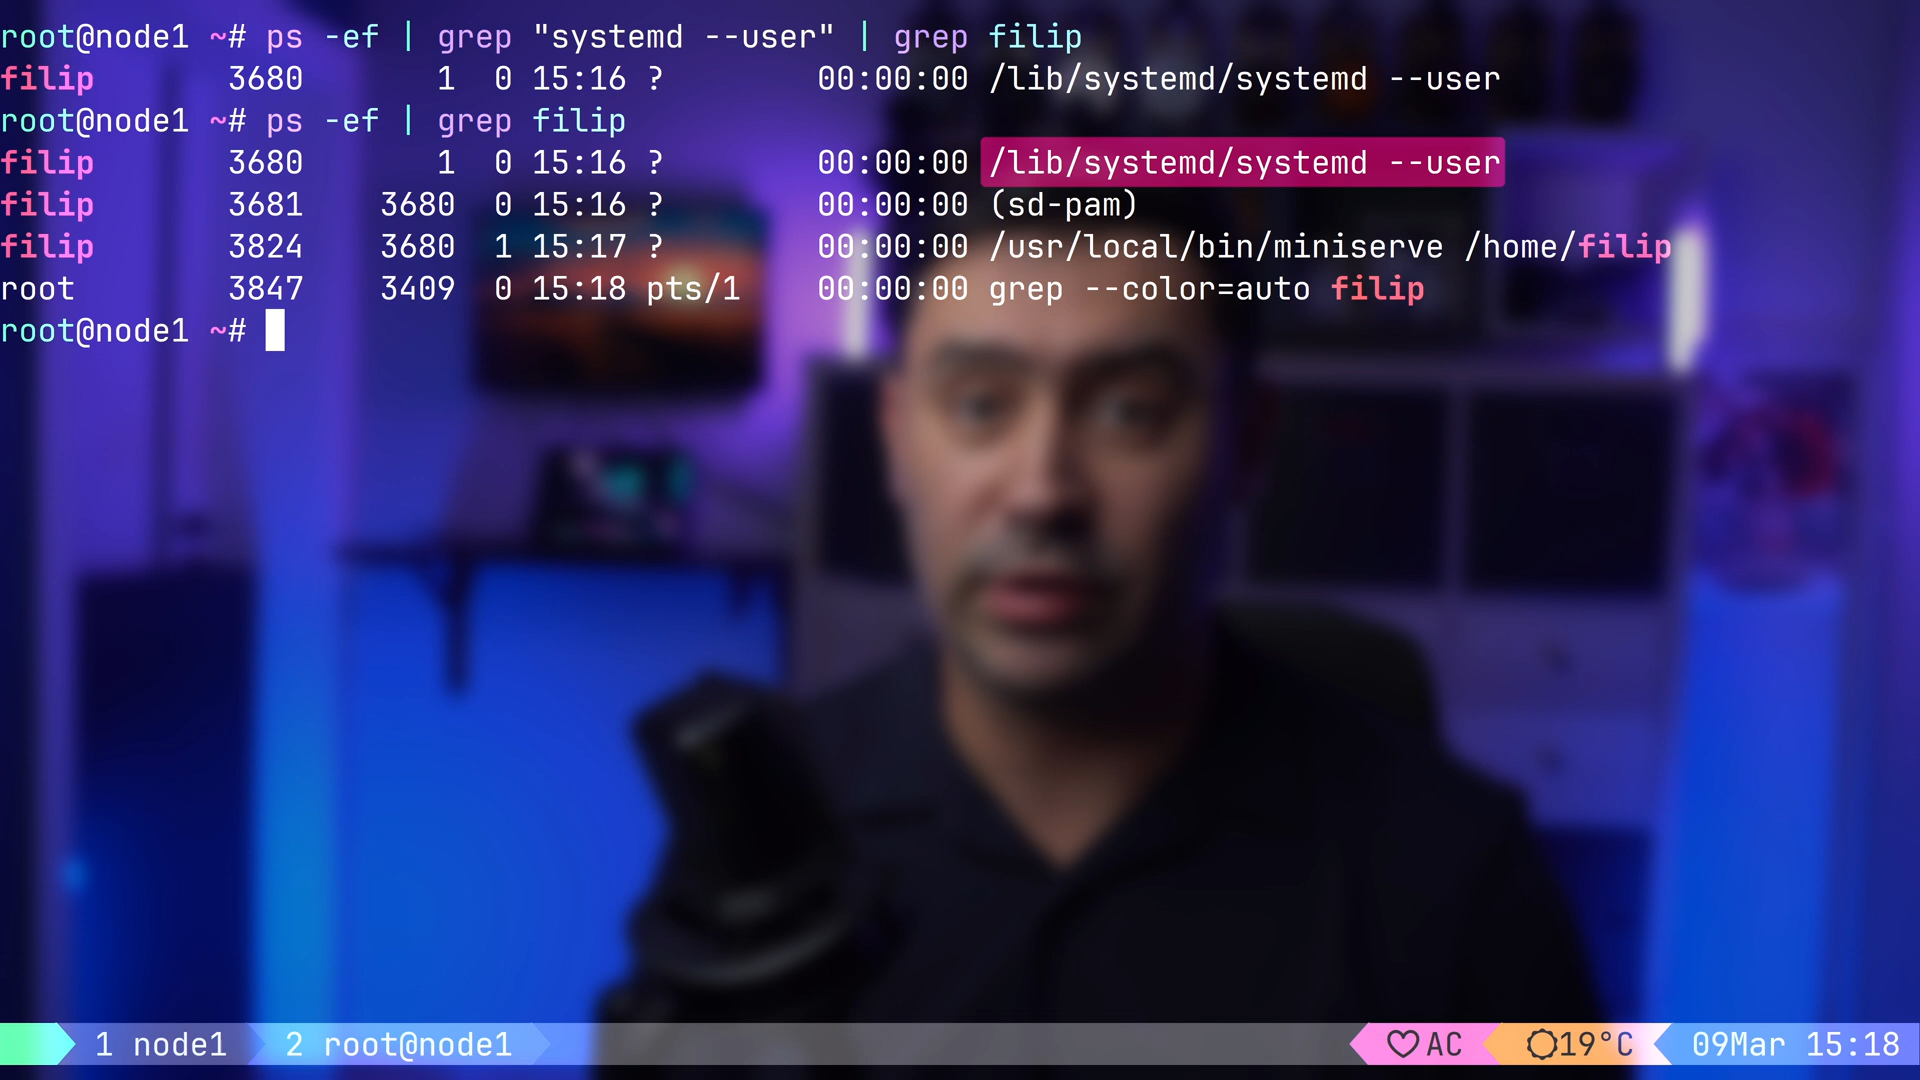 root@node1 ~# ps -ef | grep "systemd --user" | grep filip
filip 3680 1 0 15:16 ? 00:00:00 /lib/systemd/systemd --user
root@node1 ~# ps -ef | grep filip
filip 3680 1 0 15:16 ? 00:00:00 /lib/systemd/systemd --user
filip 3681 3680 0 15:16 ? 00:00:00 (sd-pam)
filip 3824 3680 1 15:17 ? 00:00:00 /usr/local/bin/miniserve /home/filip
root 3847 3409 0 15:18 pts/1 00:00:00 grep --color=auto filip
root@node1 ~#
1 node1 2 root@node1 AC 19°C 09Mar 15:18